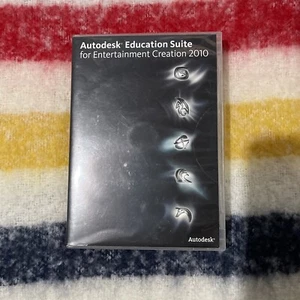 Autodesk® Education Suite
for Entertainment Creation 2010
Autodesk®